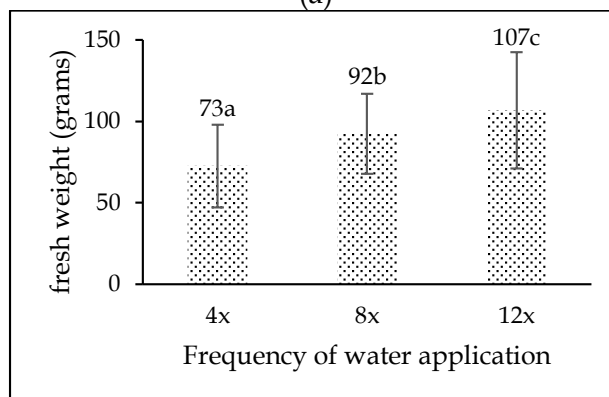 (a)
150
100
50
0
fresh weight (grams)
73a
92b
107c
4x 8x 12x
Frequency of water application